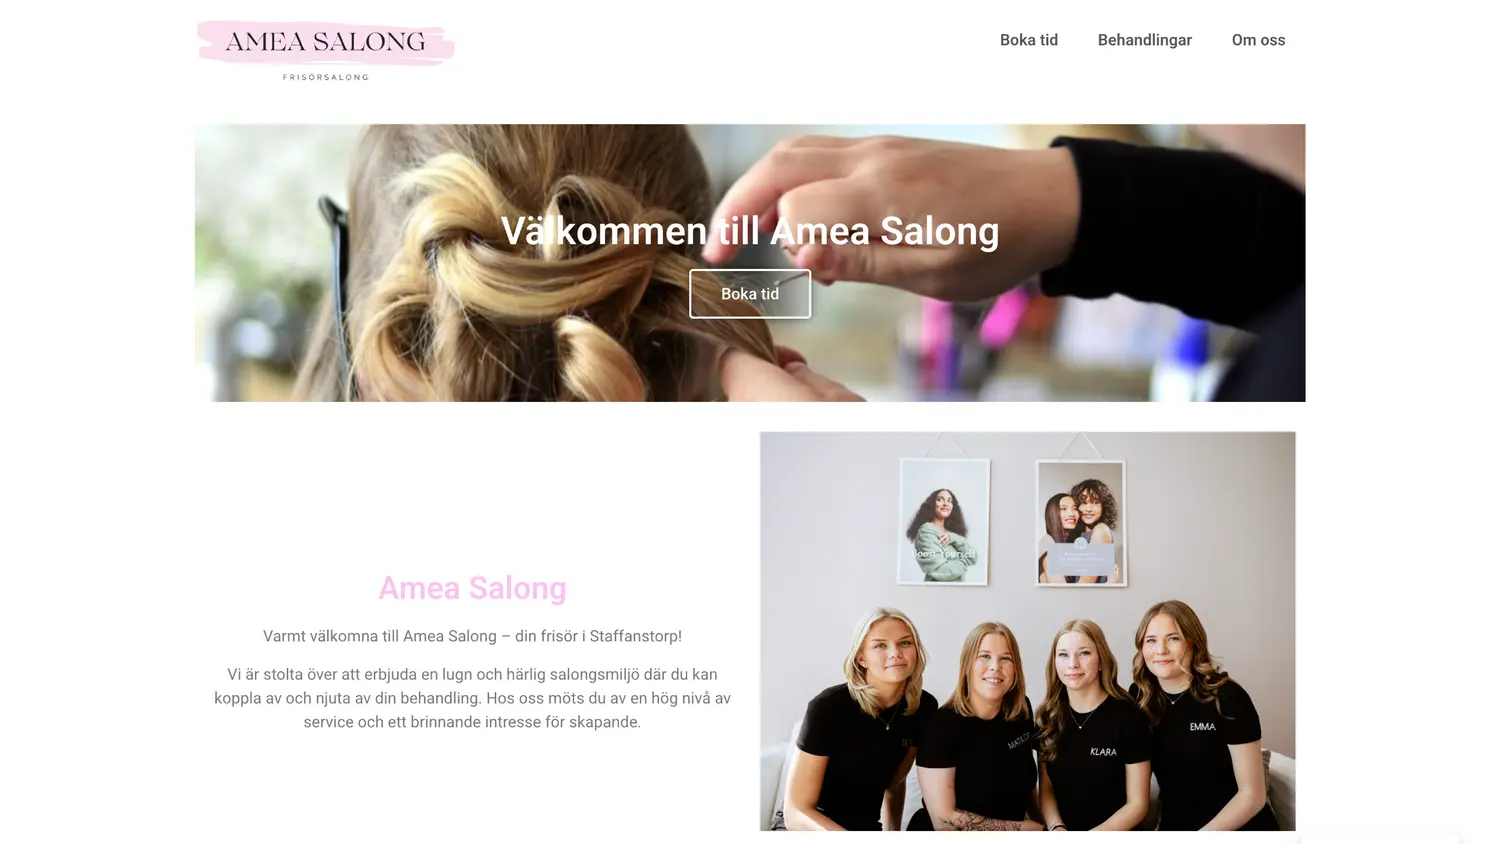 AMEA SALONG
FRISÖRSALONG
Boka tid
Behandlingar
Om oss
Välkommen till Amea Salong
Boka tid
Amea Salong
Varmt välkomna till Amea Salong – din frisör i Staffanstorp!
Vi är stolta över att erbjuda en lugn och härlig salongsmiljö där du kan
koppla av och njuta av din behandling. Hos oss möts du av en hög nivå av
service och ett brinnande intresse för skapande.
Boost Yourself
KLARA
EMMA